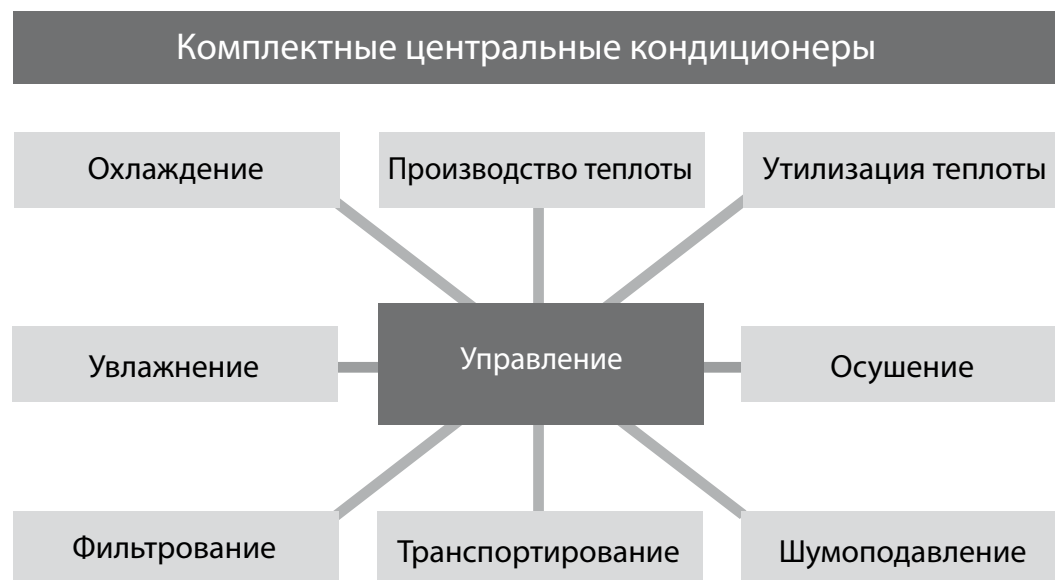 Комплектные центральные кондиционеры
Охлаждение
Производство теплоты
Утилизация теплоты
Увлажнение
Управление
Осушение
Фильтрование
Транспортирование
Шумоподавление